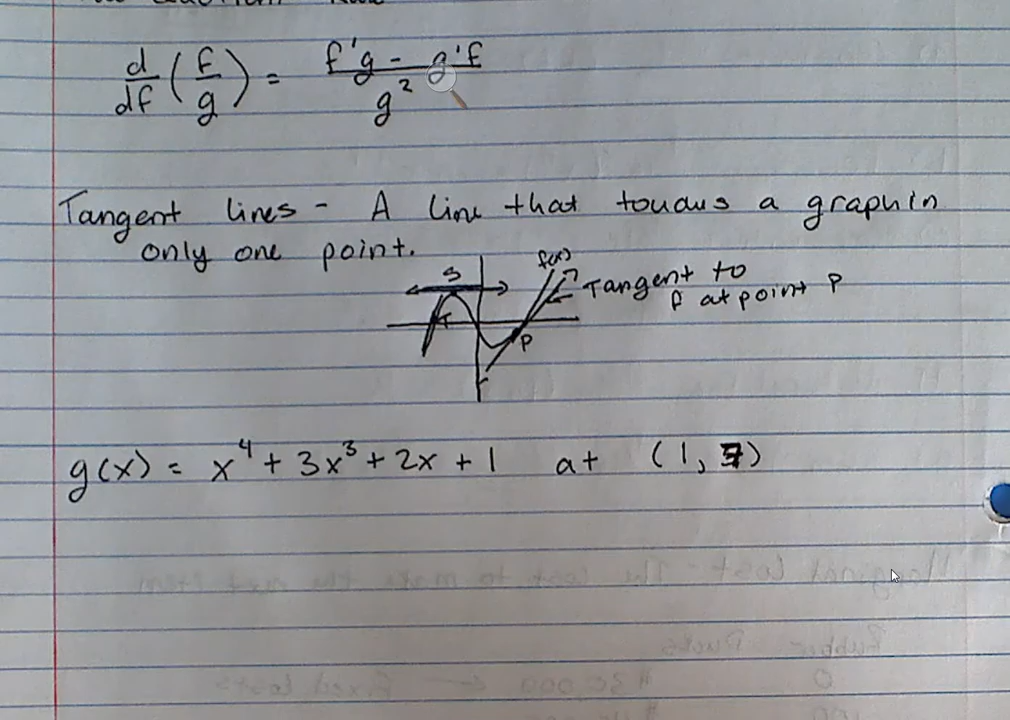 d/df (f/g) = f'g - g'f / g²
Tangent lines - A line that touches a graph in
only one point.
f(x)
S
Tangent to
f at point P
P
g(x) = x⁴ + 3x³ + 2x + 1 at (1, 7)